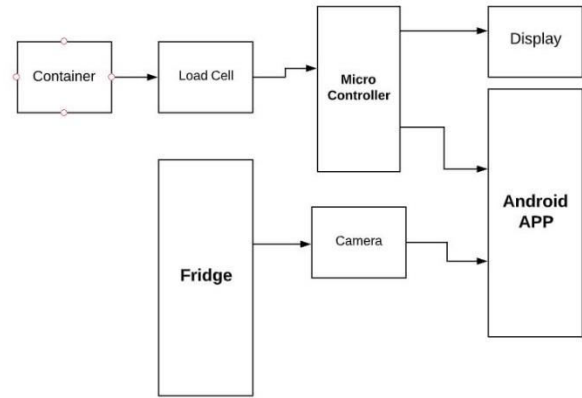 Container
Load Cell
Micro
Controller
Display
Android
APP
Fridge
Camera